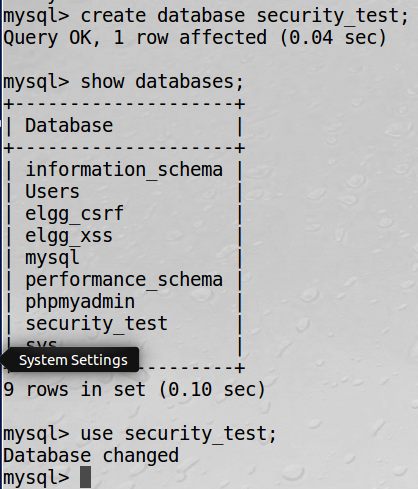 mysql> create database security_test;
Query OK, 1 row affected (0.04 sec)
mysql> show databases;
+--------------------+
| Database           |
+--------------------+
| information_schema |
| Users              |
| elgg_csrf          |
| elgg_xss           |
| mysql              |
| performance_schema |
| phpmyadmin         |
| security_test      |
| sys                |
System Settings
---------+
9 rows in set (0.10 sec)
mysql> use security_test;
Database changed
mysql>